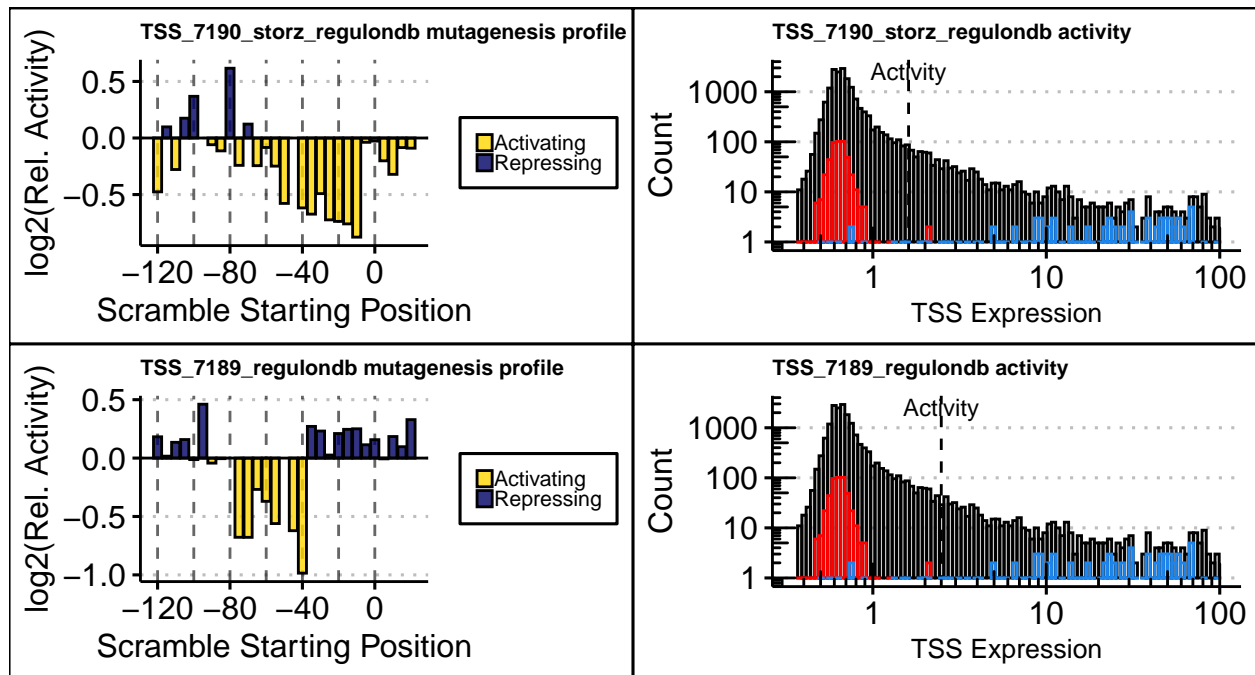 TSS_7190_storz_regulondb mutagenesis profile
log2(Rel. Activity)
0.5
0.0
−0.5
−120 −80 −40 0
Scramble Starting Position
Activating
Repressing
TSS_7190_storz_regulondb activity
Activity
Count
1000
100
10
1
1 10 100
TSS Expression
TSS_7189_regulondb mutagenesis profile
log2(Rel. Activity)
0.5
0.0
−0.5
−1.0
−120 −80 −40 0
Scramble Starting Position
Activating
Repressing
TSS_7189_regulondb activity
Activity
Count
1000
100
10
1
1 10 100
TSS Expression